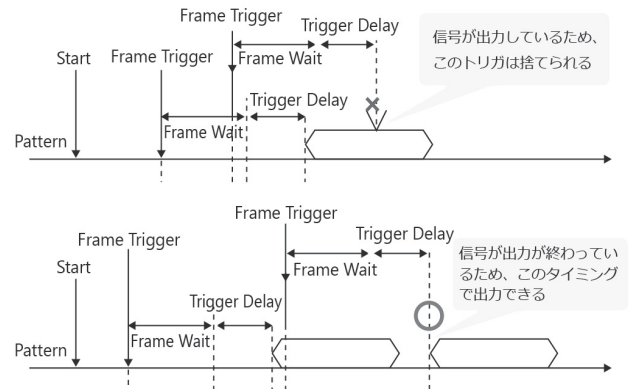 Frame Trigger
Trigger Delay
信号が出力しているため、
このトリガは捨てられる
Start
Frame Trigger
Frame Wait
Trigger Delay
Frame Wait
Pattern
Frame Trigger
Trigger Delay
Frame Trigger
信号が出力が終わってい
るため、このタイミング
で出力できる
Start
Frame Wait
Trigger Delay
Frame Wait
Pattern